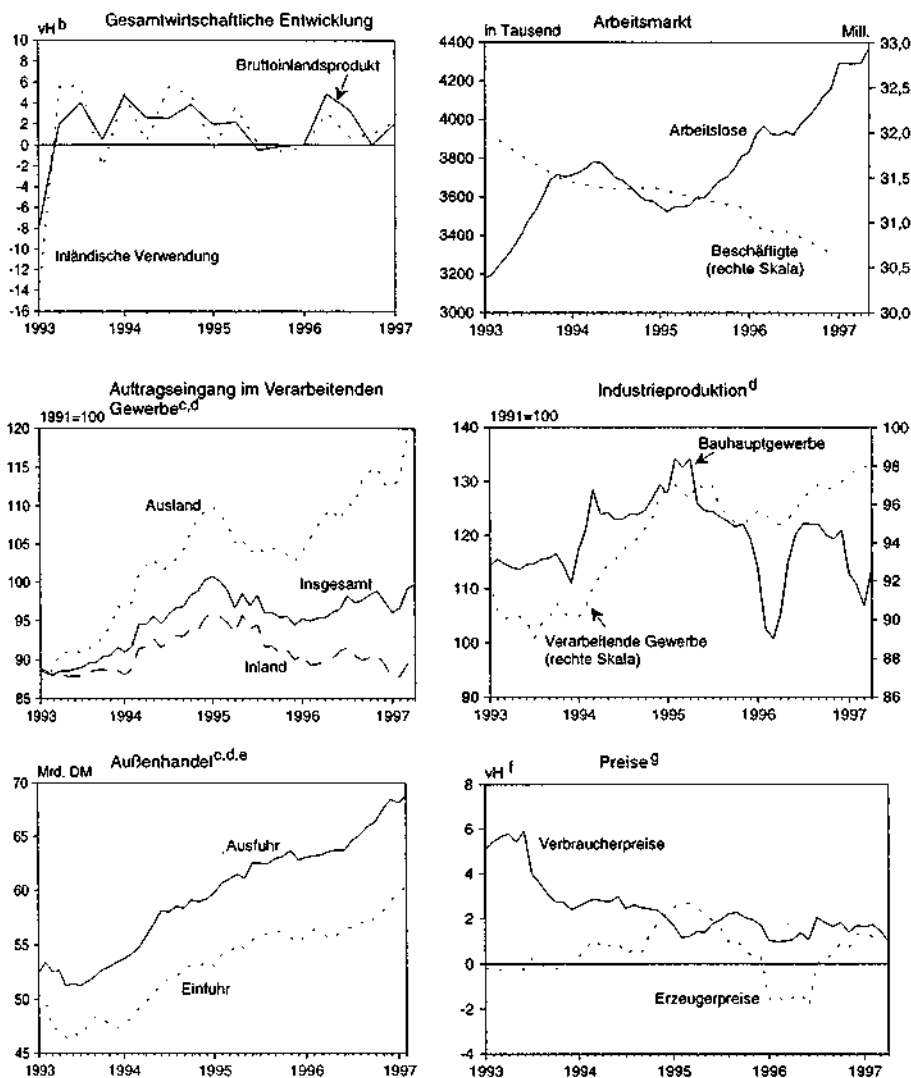 Gesamtwirtschaftliche Entwicklung
vH b
10
8
6
4
2
0
-2
-4
-6
-8
-10
-12
-14
-16
Bruttoinlandsprodukt
Inländische Verwendung
1993 1994 1995 1996 1997
Arbeitsmarkt
in Tausend Mill.
4400 33,0
4200 32,5
4000 32,0
3800 31,5
3600 31,0
3400 30,5
3200 30,0
3000
Arbeitslose
Beschäftigte
(rechte Skala)
1993 1994 1995 1996 1997
Auftragseingang im Verarbeitenden
Gewerbe c,d
1991=100
120
115
110
105
100
95
90
85
Ausland
Insgesamt
Inland
1993 1994 1995 1996 1997
Industrieproduktion d
1991=100
140 100
130 98
120 96
110 94
100 92
90 90
88
86
Bauhauptgewerbe
Verarbeitende Gewerbe
(rechte Skala)
1993 1994 1995 1996 1997
Außenhandel c,d,e
Mrd. DM
70
65
60
55
50
45
Ausfuhr
Einfuhr
1993 1994 1995 1996 1997
Preise g
vH f
8
6
4
2
0
-2
-4
Verbraucherpreise
Erzeugerpreise
1993 1994 1995 1996 1997